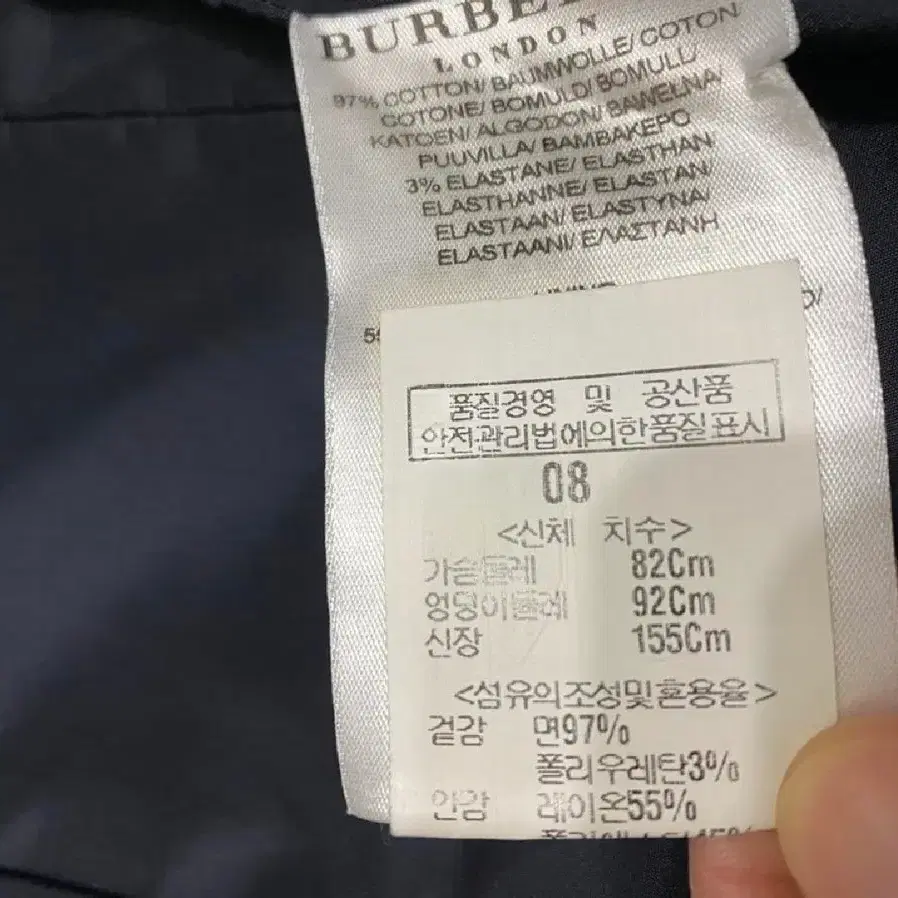 BURBE
LONDON
97% COTTON/ BAUMWOLLE/ COTON
COTONE/ BOMULD/ BOMULL/
KATOEN/ ALGODON/ BAWEŁNA/
PUUVILLA/ ΒΑΜΒΑΚΕΡΟ
3% ELASTANE/ ELASTHAN
ELASTHANNE/ ELASTAN/
ELASTAAN/ ELASTYNA/
ELASTAANI/ ΕΛΑΣΤΑΝΗ
품질경영 및 공산품
안전관리법에의한품질표시
08
<신체 치수>
가슴둘레 82Cm
엉덩이둘레 92Cm
신장 155Cm
<섬유의조성및혼용율>
겉감 면97%
폴리우레탄3%
안감 레이온55%